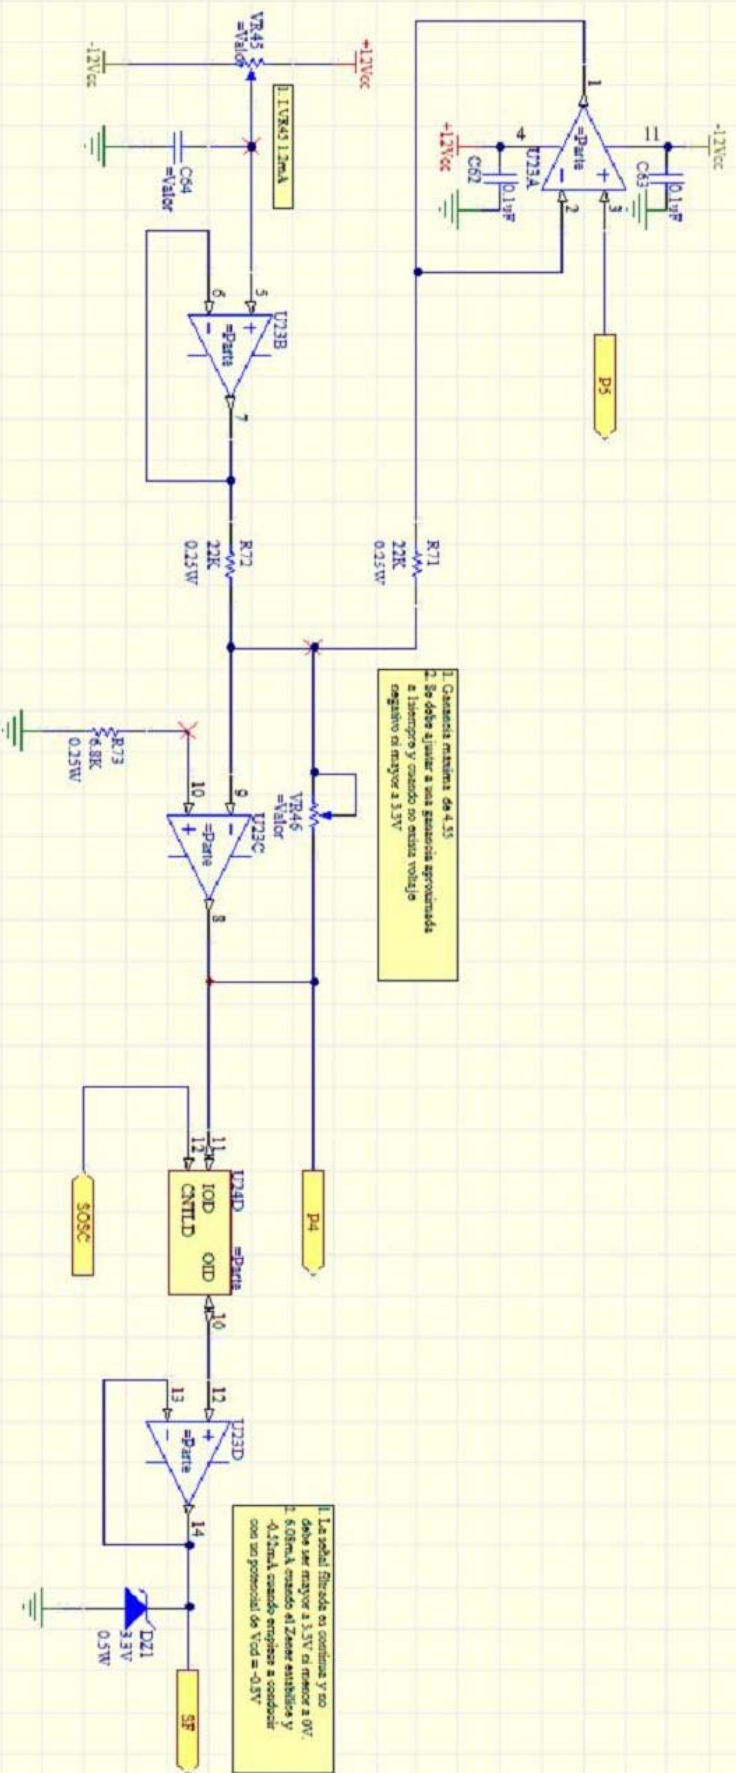 +12Vcc
VR45
=Valor
-12Vcc
1. I.VR45 1.2mA
C64
=Valor
5
6
U23B
+
-
=Parte
7
R72
22K
0.25W
-12Vcc
11
C63
0.1uF
1
=Parte
+
-
U23A
4
+12Vcc
C62
0.1uF
3
2
P5
R71
22K
0.25W
1. Ganancia maxima de 4.55
2. Se debe ajustar a una ganancia aproximada
a 1siempre y cuando no exista voltaje
negativo ni mayor a 3.3V
R73
6.8K
0.25W
VR46
=Valor
9
10
U23C
-
+
=Parte
8
P4
SOSC
11
12
U24D
=Parte
IOD
OID
CNTLD
10
12
13
U23D
+
-
=Parte
14
1. La señal filtrada es continua y no
debe ser mayor a 3.3V ni menor a 0V.
2. 6.08mA cuando el Zener estabilice y
-0.52mA cuando empiece a conducir
con un potencial de Vcd = -0.8V
DZ1
3.3V
0.5W
SF